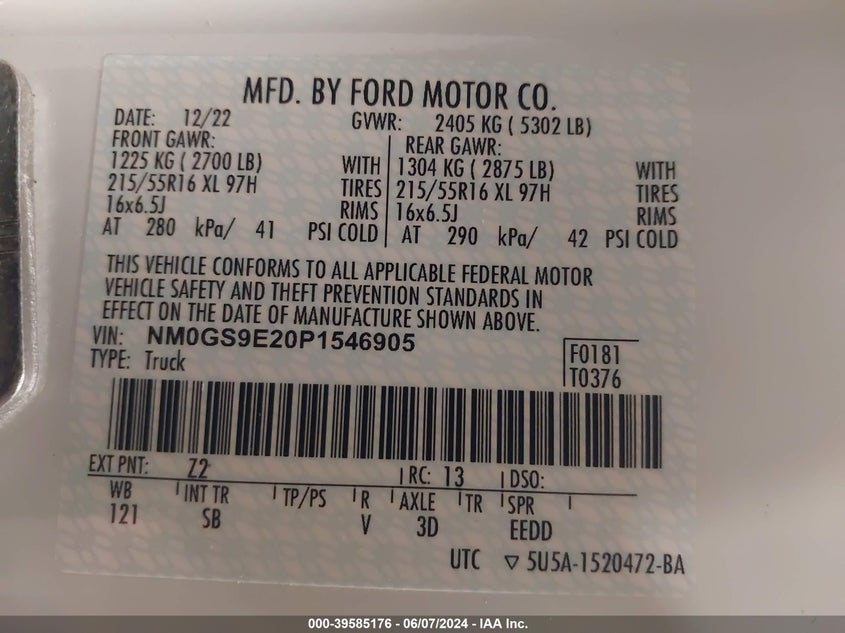 MFD. BY FORD MOTOR CO.
DATE: 12/22 GVWR: 2405 KG ( 5302 LB)
FRONT GAWR: REAR GAWR:
1225 KG ( 2700 LB) WITH 1304 KG ( 2875 LB) WITH
215/55R16 XL 97H TIRES 215/55R16 XL 97H TIRES
16x6.5J RIMS 16x6.5J RIMS
AT 280 kPa/ 41 PSI COLD AT 290 kPa/ 42 PSI COLD
THIS VEHICLE CONFORMS TO ALL APPLICABLE FEDERAL MOTOR
VEHICLE SAFETY AND THEFT PREVENTION STANDARDS IN
EFFECT ON THE DATE OF MANUFACTURE SHOWN ABOVE.
VIN: NM0GS9E20P1546905
TYPE: Truck
F0181
T0376
EXT PNT: Z2 RC: 13 DSO:
WB INT TR TP/PS R AXLE TR SPR
121 SB V 3D EEDD
UTC ▽ 5U5A-1520472-BA
000-39585176 - 06/07/2024 - IAA Inc.